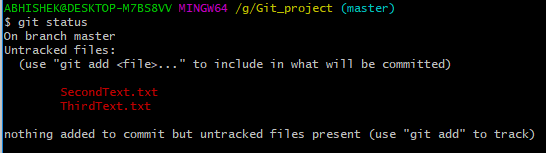 ABHISHEK@DESKTOP-M7BS8VV MINGW64 /g/Git_project (master)
$ git status
On branch master
Untracked files:
  (use "git add <file>..." to include in what will be committed)

        SecondText.txt
        ThirdText.txt

nothing added to commit but untracked files present (use "git add" to track)